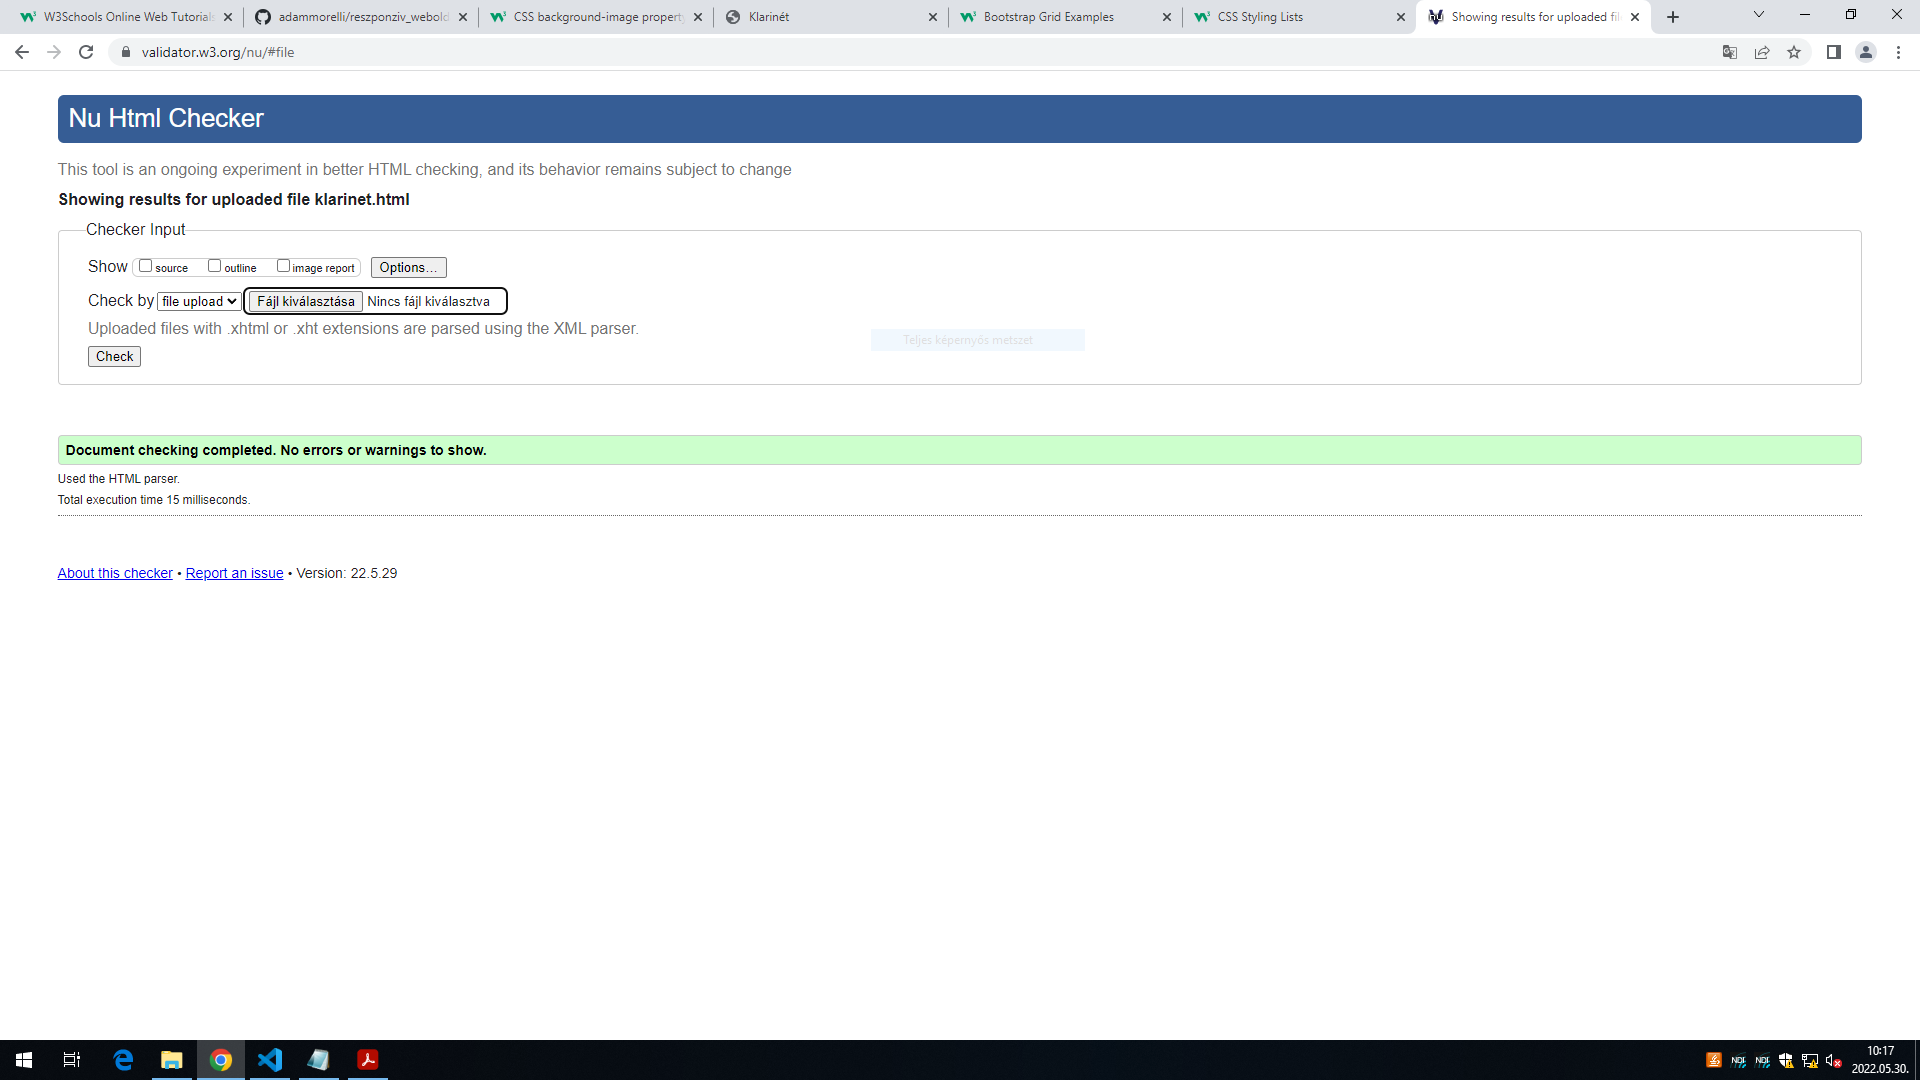 W3Schools Online Web Tutorials
adammorelli/reszponziv_webold
CSS background-image property
Klarinét
Bootstrap Grid Examples
CSS Styling Lists
Showing results for uploaded fil
validator.w3.org/nu/#file
Nu Html Checker
This tool is an ongoing experiment in better HTML checking, and its behavior remains subject to change
Showing results for uploaded file klarinet.html
Checker Input
Show source outline image report Options...
Check by file upload Fájl kiválasztása Nincs fájl kiválasztva
Uploaded files with .xhtml or .xht extensions are parsed using the XML parser.
Teljes képernyős metszet
Check
Document checking completed. No errors or warnings to show.
Used the HTML parser.
Total execution time 15 milliseconds.
About this checker • Report an issue • Version: 22.5.29
NDI NDI
10:17
2022.05.30.